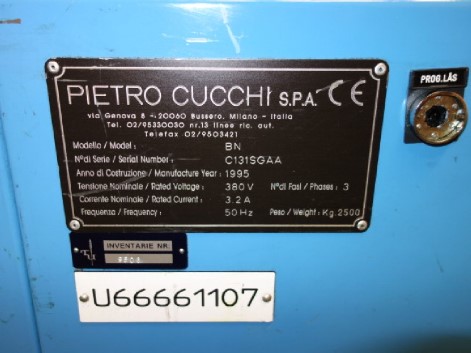 PIETRO CUCCHI S.P.A. CE
via Genova 8 - 20060 Bussero, Milano - Italia
Tel. 02/95330030 nr.13 linee ric. aut.
Telefax 02/9503421
Modello / Model : BN
N° di Serie / Serial Number : C131SGAA
Anno di Costruzione / Manufacture Year : 1995
Tensione Nominale / Rated Voltage : 380 V N° di Fasi / Phases : 3
Corrente Nominale / Rated Current : 3.2 A
Frequenza / Frequency : 50 Hz Peso / Weight : Kg. 2500
PROG.LÅS
INVENTARIE NR.
U66661107